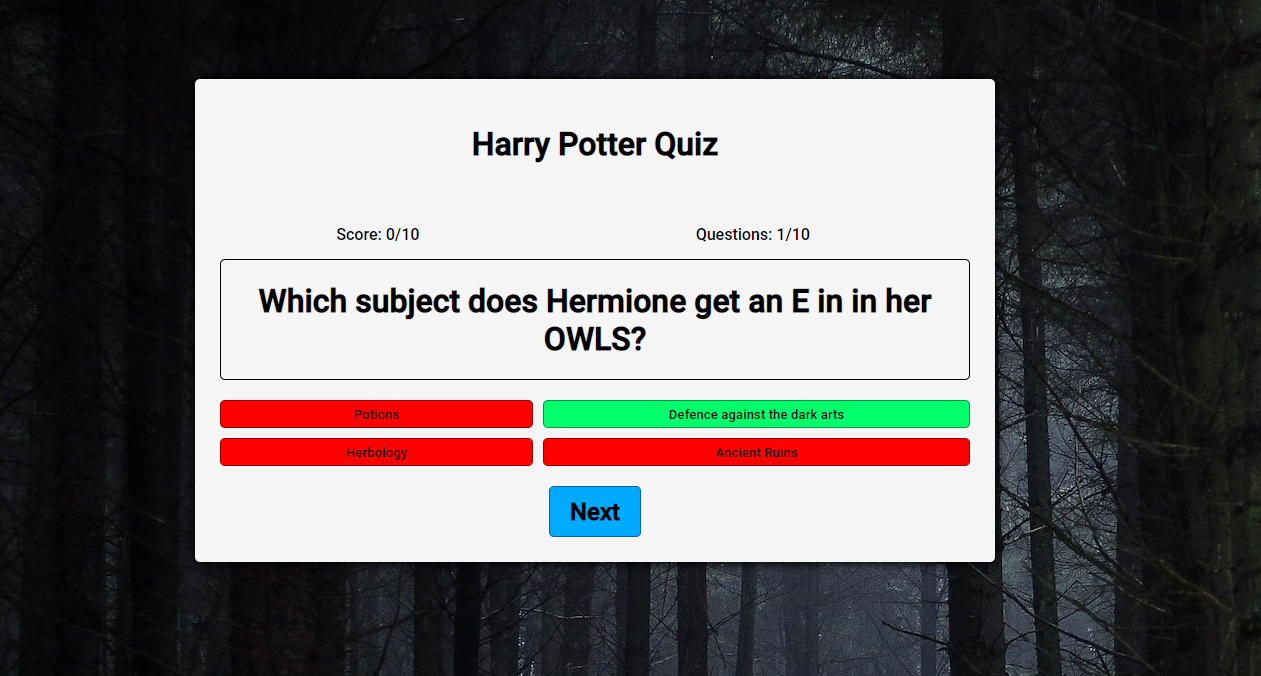 Harry Potter Quiz
Score: 0/10
Questions: 1/10
Which subject does Hermione get an E in in her
OWLS?
Potions
Defence against the dark arts
Herbology
Ancient Ruins
Next